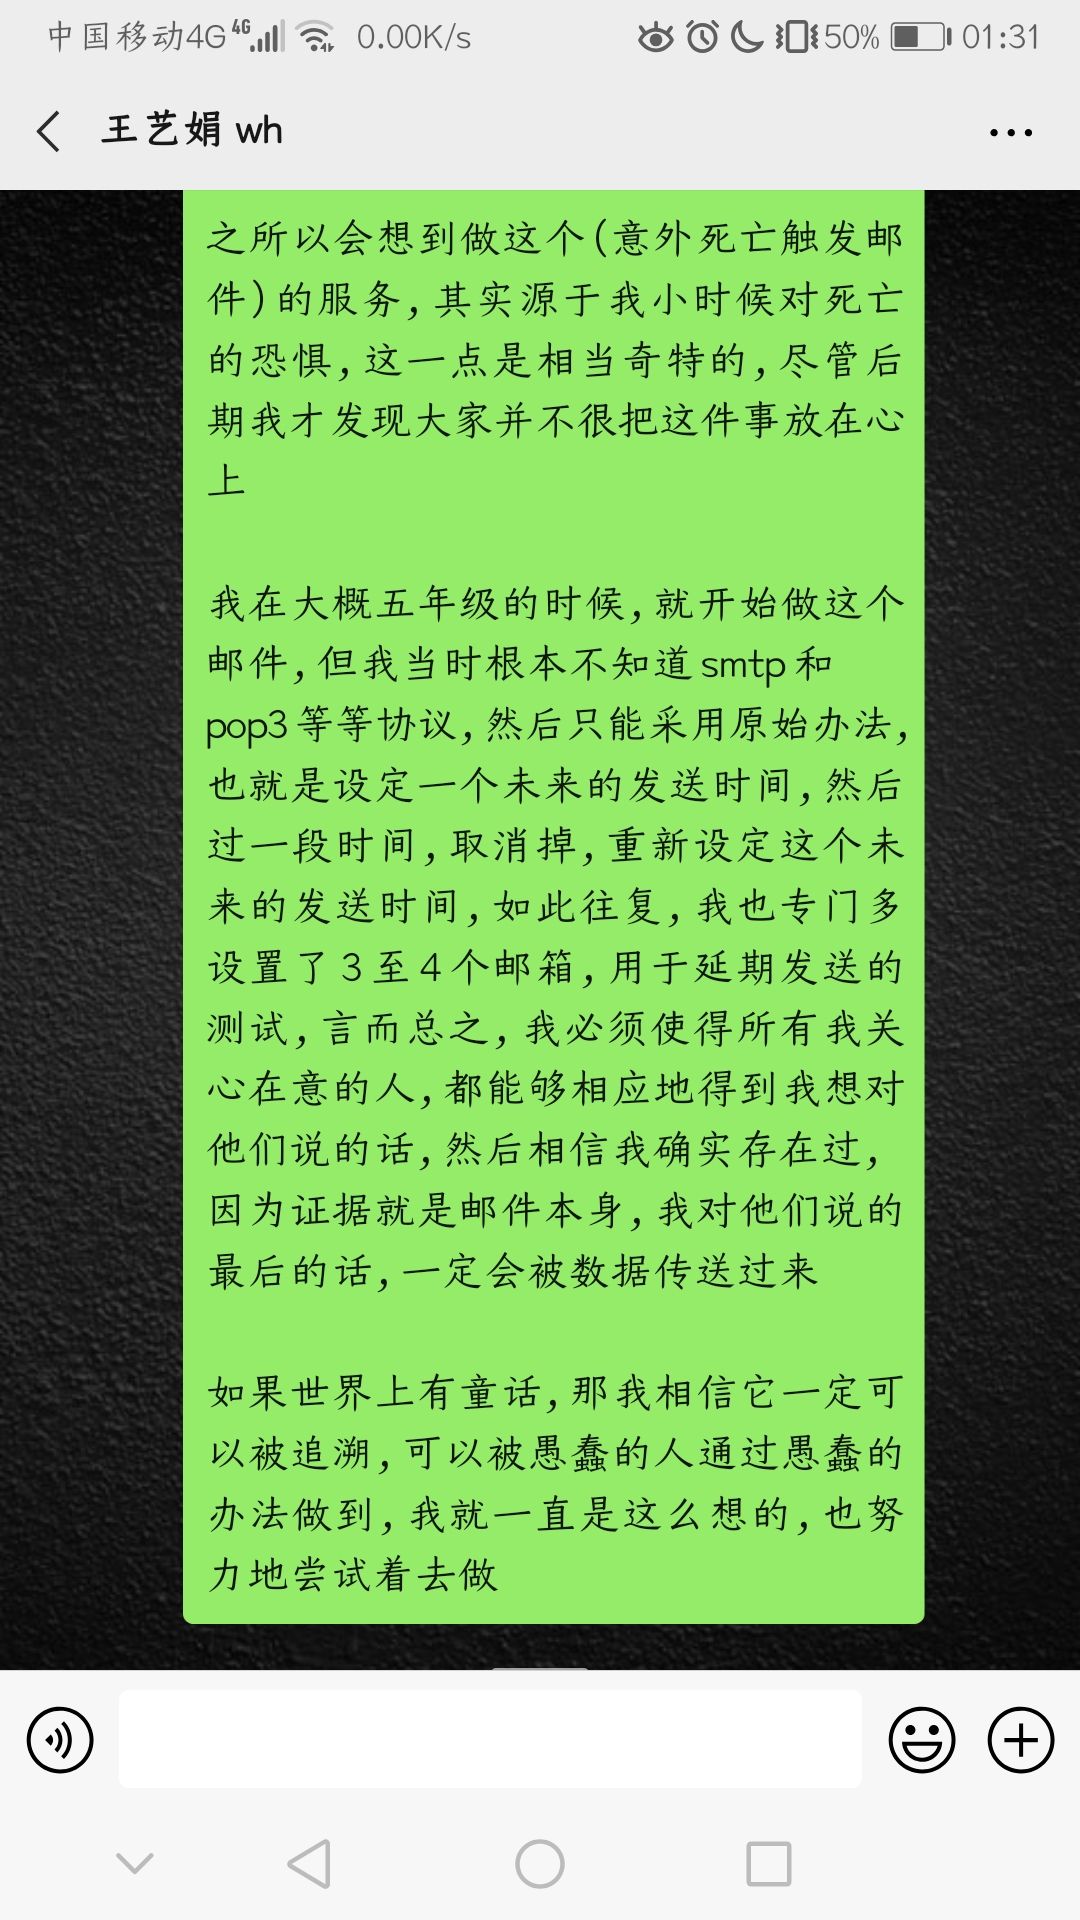 中国移动4G 4G 0.00K/s 50% 01:31
王艺娟 wh
之所以会想到做这个(意外死亡触发邮
件)的服务,其实源于我小时候对死亡
的恐惧,这一点是相当奇特的,尽管后
期我才发现大家并不很把这件事放在心
上
我在大概五年级的时候,就开始做这个
邮件,但我当时根本不知道 smtp 和
pop3 等等协议,然后只能采用原始办法,
也就是设定一个未来的发送时间,然后
过一段时间,取消掉,重新设定这个未
来的发送时间,如此往复,我也专门多
设置了 3 至 4 个邮箱,用于延期发送的
测试,言而总之,我必须使得所有我关
心在意的人,都能够相应地得到我想对
他们说的话,然后相信我确实存在过,
因为证据就是邮件本身,我对他们说的
最后的话,一定会被数据传送过来
如果世界上有童话,那我相信它一定可
以被追溯,可以被愚蠢的人通过愚蠢的
办法做到,我就一直是这么想的,也努
力地尝试着去做